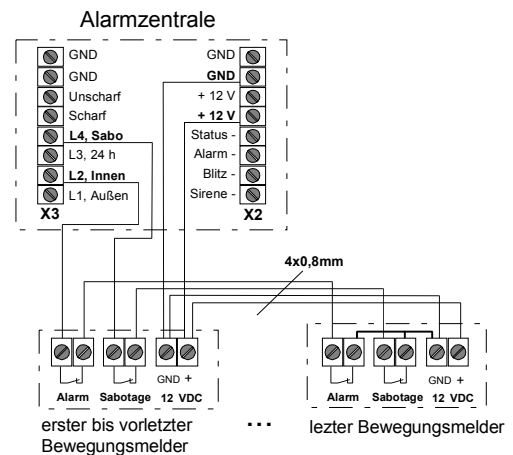 Alarmzentrale
GND
GND
Unscharf
Scharf
L4, Sabo
L3, 24 h
L2, Innen
L1, Außen
X3
GND
GND
+ 12 V
+ 12 V
Status -
Alarm -
Blitz -
Sirene -
X2
4x0,8mm
GND +
Alarm Sabotage 12 VDC
erster bis vorletzter
Bewegungsmelder
...
GND +
Alarm Sabotage 12 VDC
lezter Bewegungsmelder